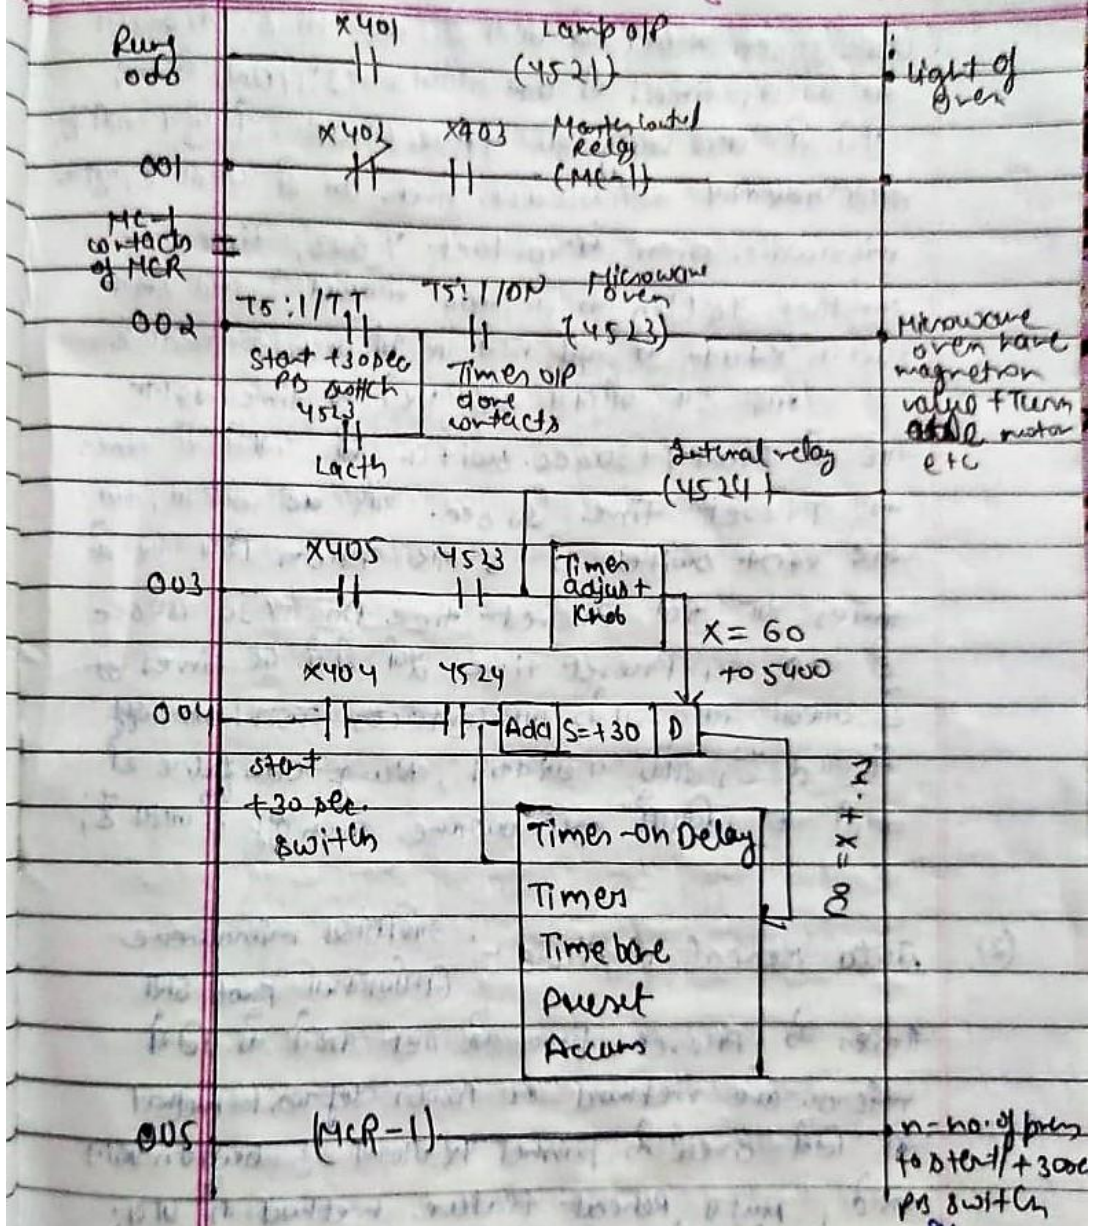 Rung
000
X401
Lamp O/P
(Y521)
Light of
oven
001
X402
X403
Master Control
Relay
(MC-1)
MC-1
contacts
of MCR
002
T5:1/TT
T5:1/DN
Microwave
oven
(Y523)
Start +30sec
PB switch
Y523
Lacth
Timer O/P
done
contacts
Microwave
oven have
magnetron
value + Turn
motor
etc
Internal relay
(Y524)
003
X405
Y523
Timer
adjust
Knob
X = 60
to 5400
004
X404
Y524
Add
S=+30
D
Start
+30 sec.
switch
Timer-On Delay
Timer
Time base
Preset
Accum
005
(MCR-1)
n-no. of press
to start/+30sec
PB switch